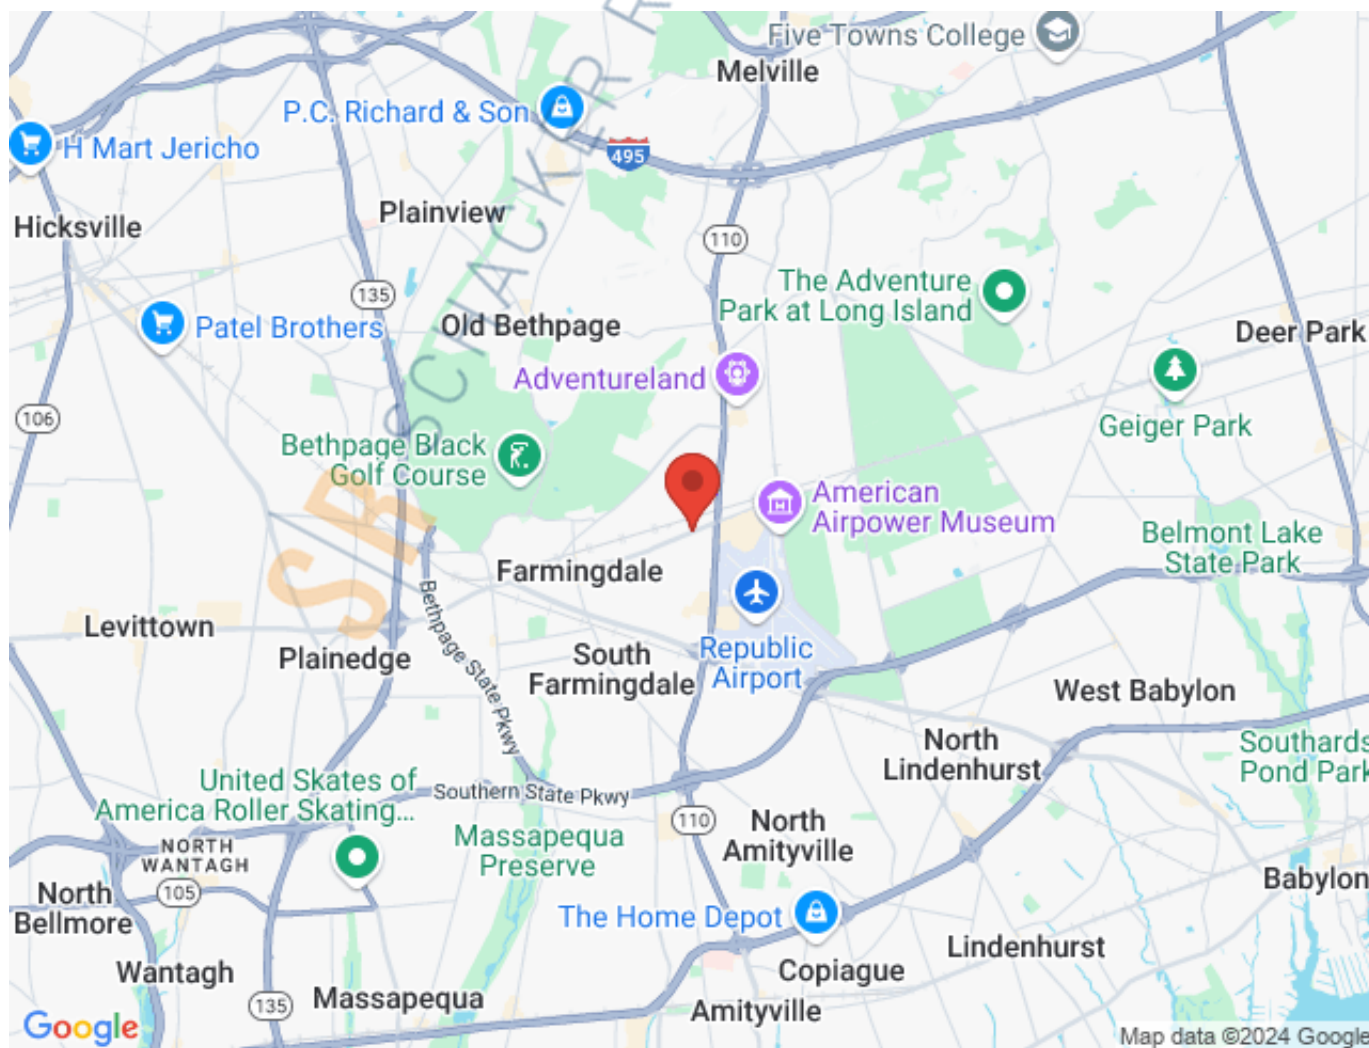 Five Towns College
Melville
P.C. Richard & Son
H Mart Jericho
495
Plainview
Hicksville
110
The Adventure
Park at Long Island
135
Patel Brothers
Old Bethpage
Deer Park
Adventureland
106
Geiger Park
Bethpage Black
Golf Course
American
Airpower Museum
Belmont Lake
State Park
Farmingdale
Levittown
Plainedge
Bethpage State Pkwy
South
Farmingdale
Republic
Airport
West Babylon
North
Lindenhurst
Southards
Pond Park
United Skates of
America Roller Skating...
Southern State Pkwy
110
North
Amityville
Massapequa
Preserve
NORTH
WANTAGH
105
North
Bellmore
Babylon
The Home Depot
Lindenhurst
Wantagh
Copiague
135
Massapequa
Amityville
Google
Map data ©2024 Google
SR SCHACKER R